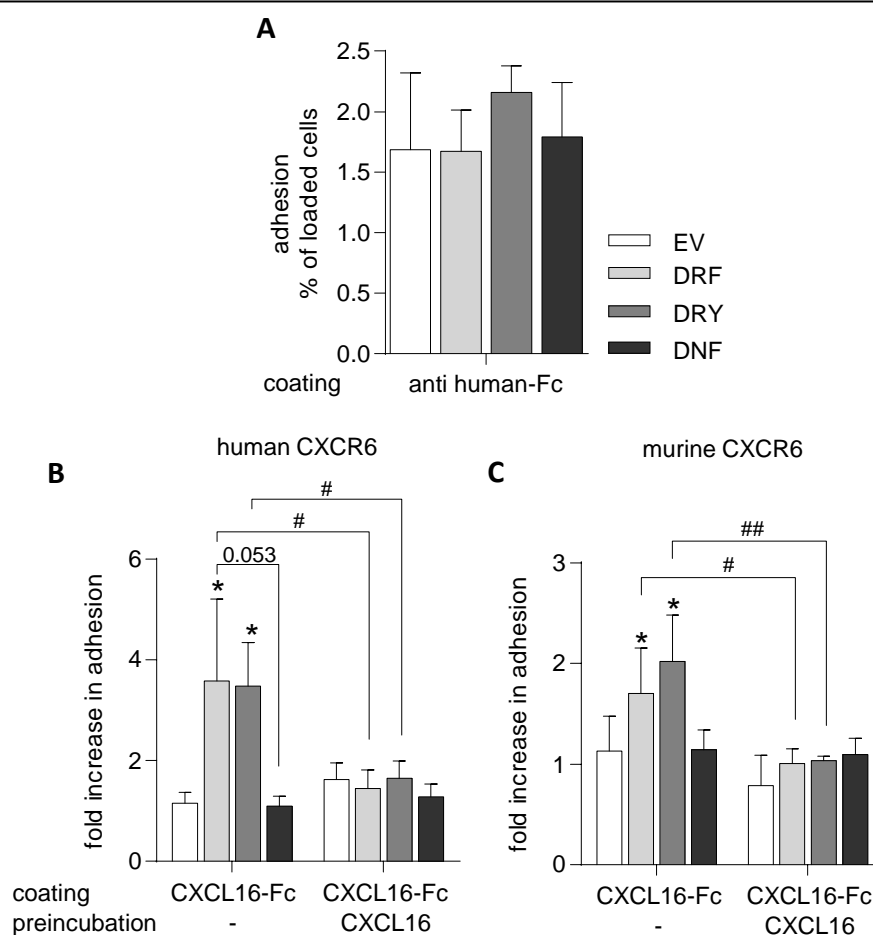 A
2.5
2.0
1.5
1.0
0.5
0.0
adhesion
% of loaded cells
EV
DRF
DRY
DNF
coating anti human-Fc
human CXCR6
B
#
#
0.053
*
*
6
4
2
0
fold increase in adhesion
coating CXCL16-Fc CXCL16-Fc
preincubation - CXCL16
murine CXCR6
C
##
#
*
*
3
2
1
0
fold increase in adhesion
CXCL16-Fc CXCL16-Fc
- CXCL16